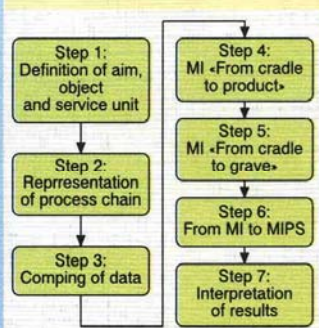 Step 1:
Definition of aim,
object
and service unit
Step 2:
Reprresentation
of process chain
Step 3:
Comping of data
Step 4:
MI «From cradle
to product»
Step 5:
MI «From cradle
to grave»
Step 6:
From MI to MIPS
Step 7:
Interpretation
of results